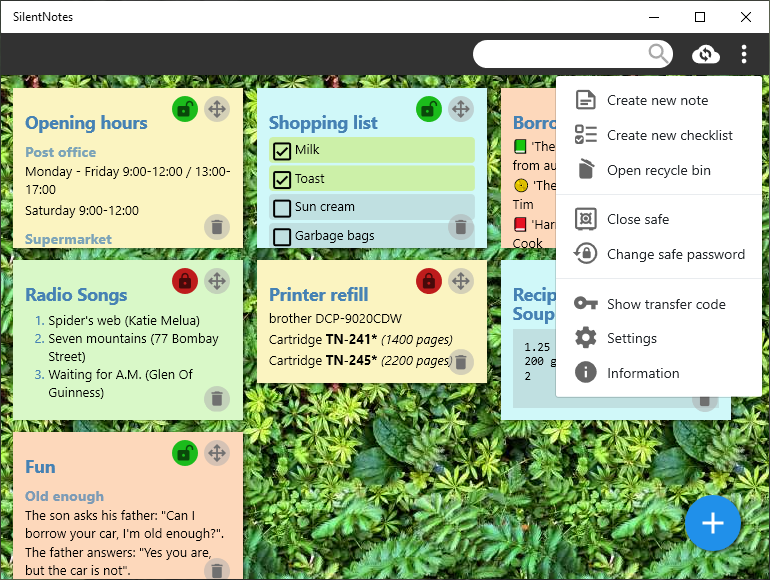 SilentNotes
Opening hours
Post office
Monday - Friday 9:00-12:00 / 13:00-
17:00
Saturday 9:00-12:00
Supermarket
Shopping list
Milk
Toast
Sun cream
Garbage bags
Borro
'The
from au
'The
Tim
'Har
Cook
Create new note
Create new checklist
Open recycle bin
Close safe
Change safe password
Show transfer code
Settings
Information
Radio Songs
1. Spider's web (Katie Melua)
2. Seven mountains (77 Bombay
Street)
3. Waiting for A.M. (Glen Of
Guinness)
Printer refill
brother DCP-9020CDW
Cartridge TN-241* (1400 pages)
Cartridge TN-245* (2200 pages)
Recip
Soup
1.25
200 g
2
Fun
Old enough
The son asks his father: "Can I
borrow your car, I'm old enough?".
The father answers: "Yes you are,
but the car is not".